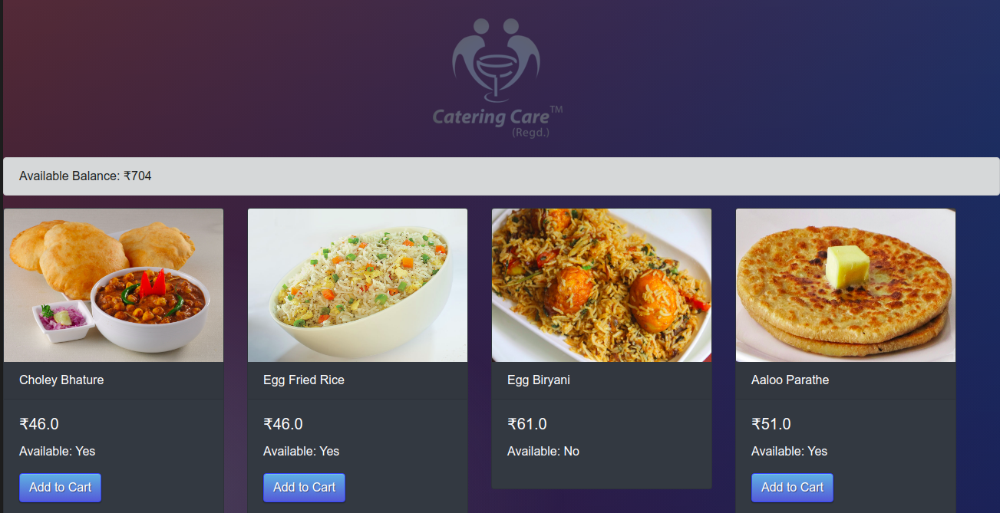 Catering Care™
(Regd.)
Available Balance: ₹704
Choley Bhature
₹46.0
Available: Yes
Add to Cart
Egg Fried Rice
₹46.0
Available: Yes
Add to Cart
Egg Biryani
₹61.0
Available: No
Aaloo Parathe
₹51.0
Available: Yes
Add to Cart